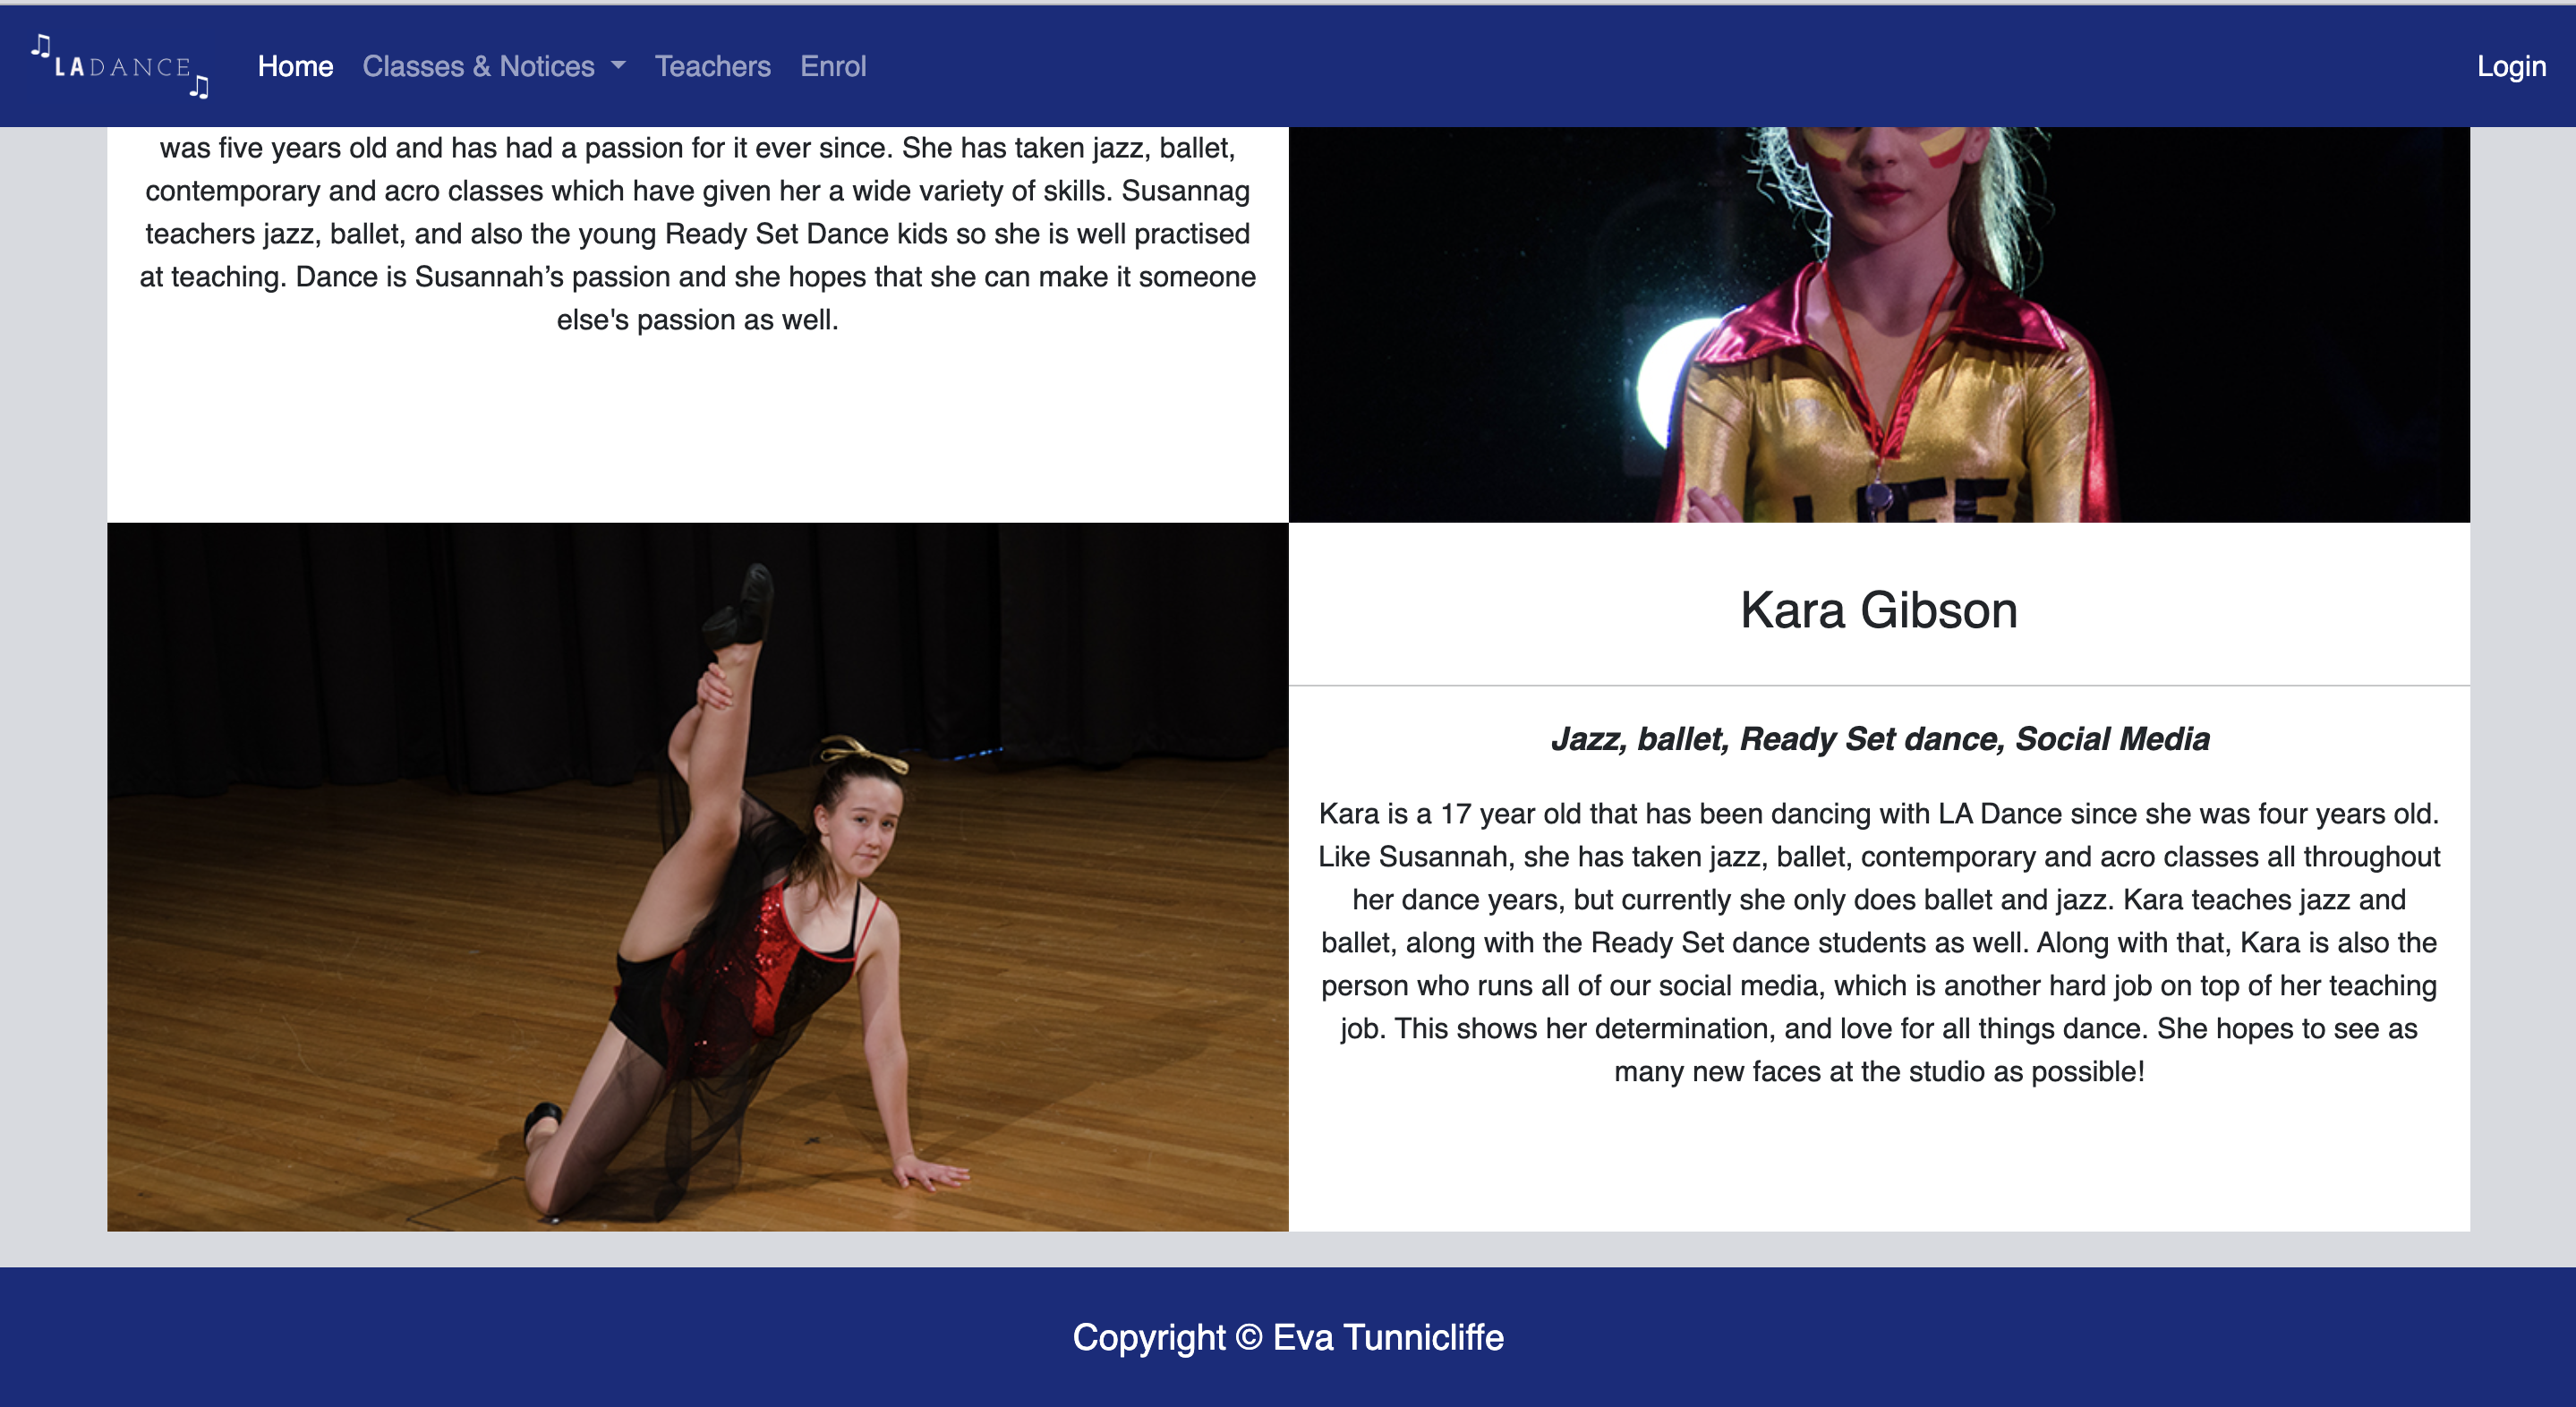 LADANCE
Home Classes & Notices Teachers Enrol Login
was five years old and has had a passion for it ever since. She has taken jazz, ballet,
contemporary and acro classes which have given her a wide variety of skills. Susannag
teachers jazz, ballet, and also the young Ready Set Dance kids so she is well practised
at teaching. Dance is Susannah’s passion and she hopes that she can make it someone
else's passion as well.
Kara Gibson
Jazz, ballet, Ready Set dance, Social Media
Kara is a 17 year old that has been dancing with LA Dance since she was four years old.
Like Susannah, she has taken jazz, ballet, contemporary and acro classes all throughout
her dance years, but currently she only does ballet and jazz. Kara teaches jazz and
ballet, along with the Ready Set dance students as well. Along with that, Kara is also the
person who runs all of our social media, which is another hard job on top of her teaching
job. This shows her determination, and love for all things dance. She hopes to see as
many new faces at the studio as possible!
Copyright © Eva Tunnicliffe